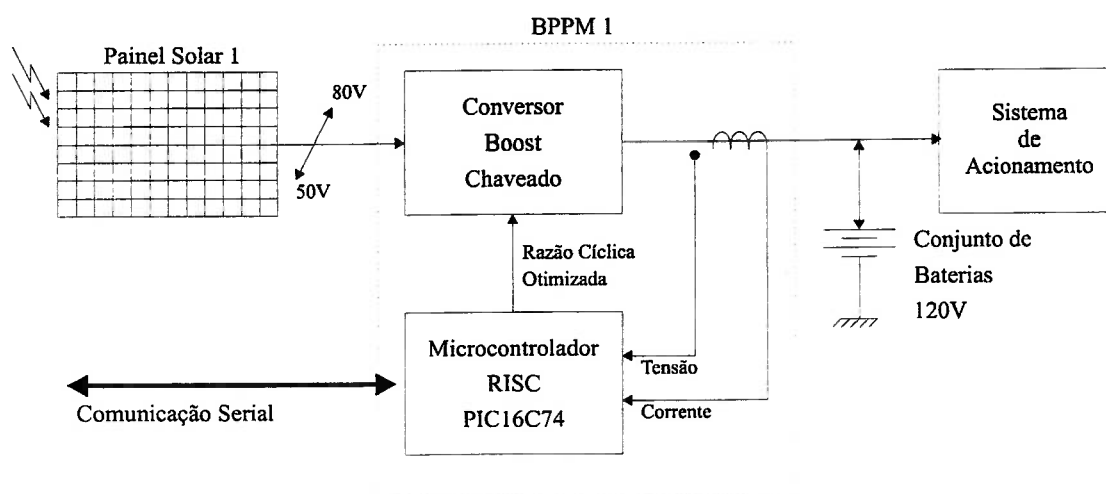 BPPM 1
Painel Solar 1
80V
50V
Conversor
Boost
Chaveado
Sistema
de
Acionamento
Razão Cíclica
Otimizada
Conjunto de
Baterias
120V
Microcontrolador
RISC
PIC16C74
Tensão
Corrente
Comunicação Serial